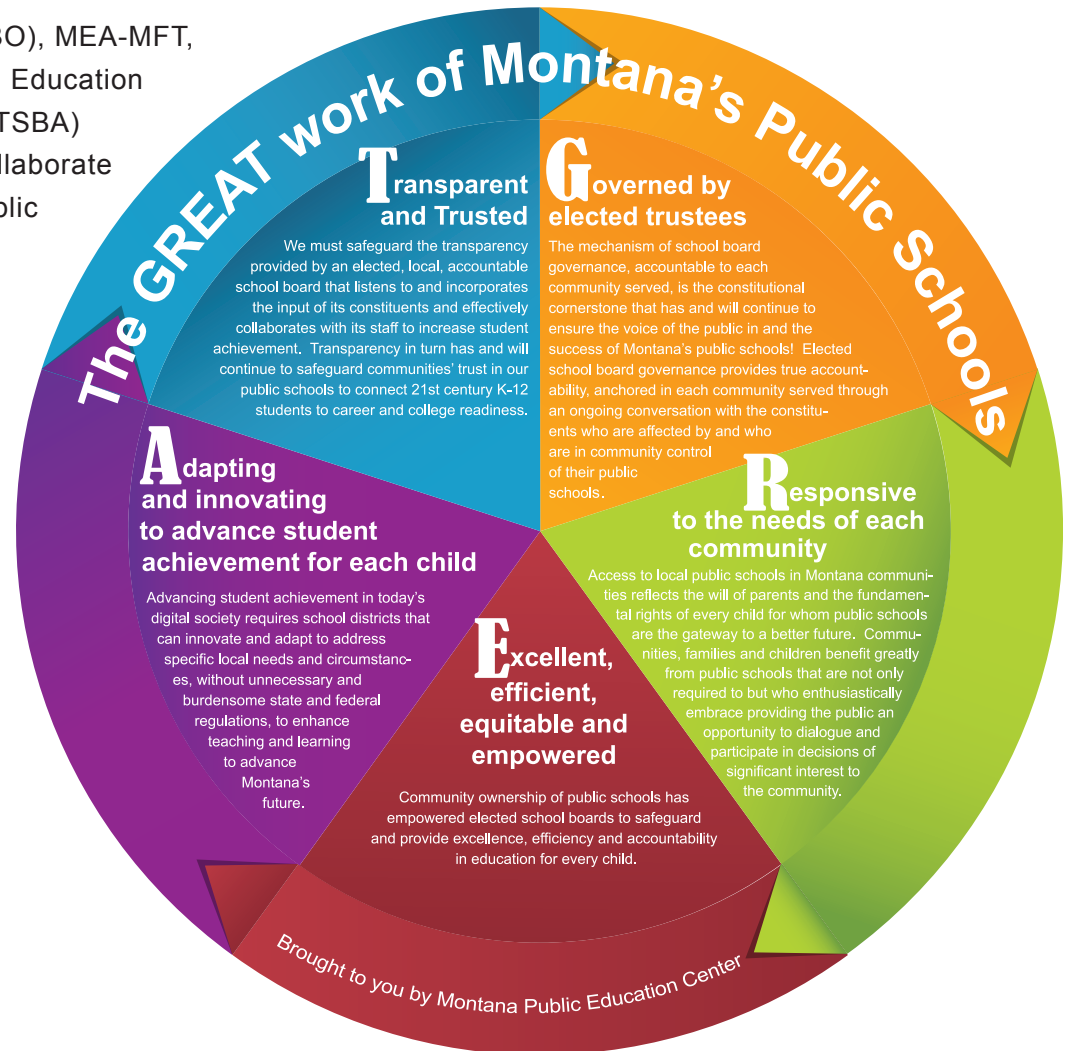 BO), MEA-MFT,
Education
TSBA)
llaborate
blic
The GREAT work of Montana's Public Schools
Transparent
and Trusted
We must safeguard the transparency
provided by an elected, local, accountable
school board that listens to and incorporates
the input of its constituents and effectively
collaborates with its staff to increase student
achievement. Transparency in turn has and will
continue to safeguard communities' trust in our
public schools to connect 21st century K-12
students to career and college readiness.
Governed by
elected trustees
The mechanism of school board
governance, accountable to each
community served, is the constitutional
cornerstone that has and will continue to
ensure the voice of the public in and the
success of Montana's public schools! Elected
school board governance provides true account-
ability, anchored in each community served through
an ongoing conversation with the constitu-
ents who are affected by and who
are in community control
of their public
schools.
Responsive
to the needs of each
community
Access to local public schools in Montana communi-
ties reflects the will of parents and the fundamen-
tal rights of every child for whom public schools
are the gateway to a better future. Commu-
nities, families and children benefit greatly
from public schools that are not only
required to but who enthusiastically
embrace providing the public an
opportunity to dialogue and
participate in decisions of
significant interest to
the community.
Excellent,
efficient,
equitable and
empowered
Community ownership of public schools has
empowered elected school boards to safeguard
and provide excellence, efficiency and accountability
in education for every child.
Adapting
and innovating
to advance student
achievement for each child
Advancing student achievement in today's
digital society requires school districts that
can innovate and adapt to address
specific local needs and circumstanc-
es, without unnecessary and
burdensome state and federal
regulations, to enhance
teaching and learning
to advance
Montana's
future.
Brought to you by Montana Public Education Center